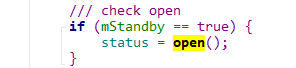 /// check open
if (mStandby == true) {
status = open();
}